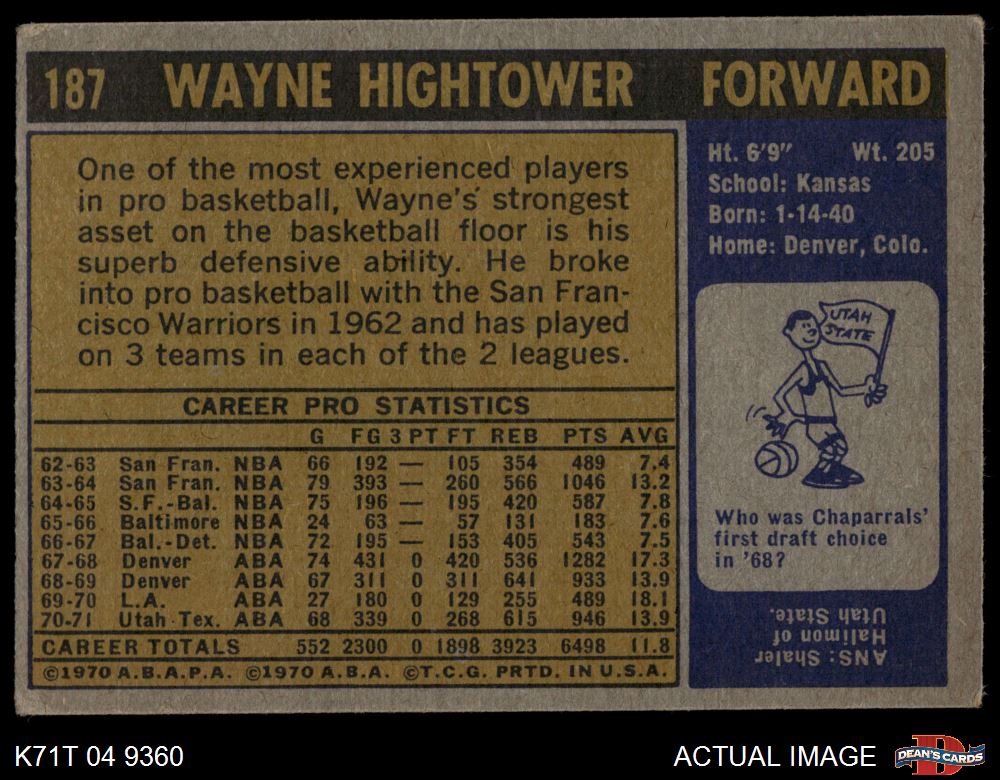 187 WAYNE HIGHTOWER FORWARD
One of the most experienced players
in pro basketball, Wayne's strongest
asset on the basketball floor is his
superb defensive ability. He broke
into pro basketball with the San Fran-
cisco Warriors in 1962 and has played
on 3 teams in each of the 2 leagues.
Ht. 6'9" Wt. 205
School: Kansas
Born: 1-14-40
Home: Denver, Colo.
UTAH
STATE
Who was Chaparrals'
first draft choice
in '68?
ANS: Shaler
Halimon of
Utah State.
CAREER PRO STATISTICS
G FG 3 PT FT REB PTS AVG
62-63 San Fran. NBA 66 192 — 105 354 489 7.4
63-64 San Fran. NBA 79 393 — 260 566 1046 13.2
64-65 S.F.-Bal. NBA 75 196 — 195 420 587 7.8
65-66 Baltimore NBA 24 63 — 57 131 183 7.6
66-67 Bal.-Det. NBA 72 195 — 153 405 543 7.5
67-68 Denver ABA 74 431 0 420 536 1282 17.3
68-69 Denver ABA 67 311 0 311 641 933 13.9
69-70 L.A. ABA 27 180 0 129 255 489 18.1
70-71 Utah-Tex. ABA 68 339 0 268 615 946 13.9
CAREER TOTALS 552 2300 0 1898 3923 6498 11.8
©1970 A.B.A.P.A. ©1970 A.B.A. ©T.C.G. PRTD. IN U.S.A.
K71T 04 9360
ACTUAL IMAGE
DEAN'S CARDS